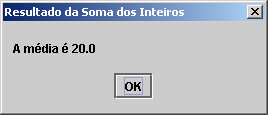 Resultado da Soma dos Inteiros
A média é 20.0
OK